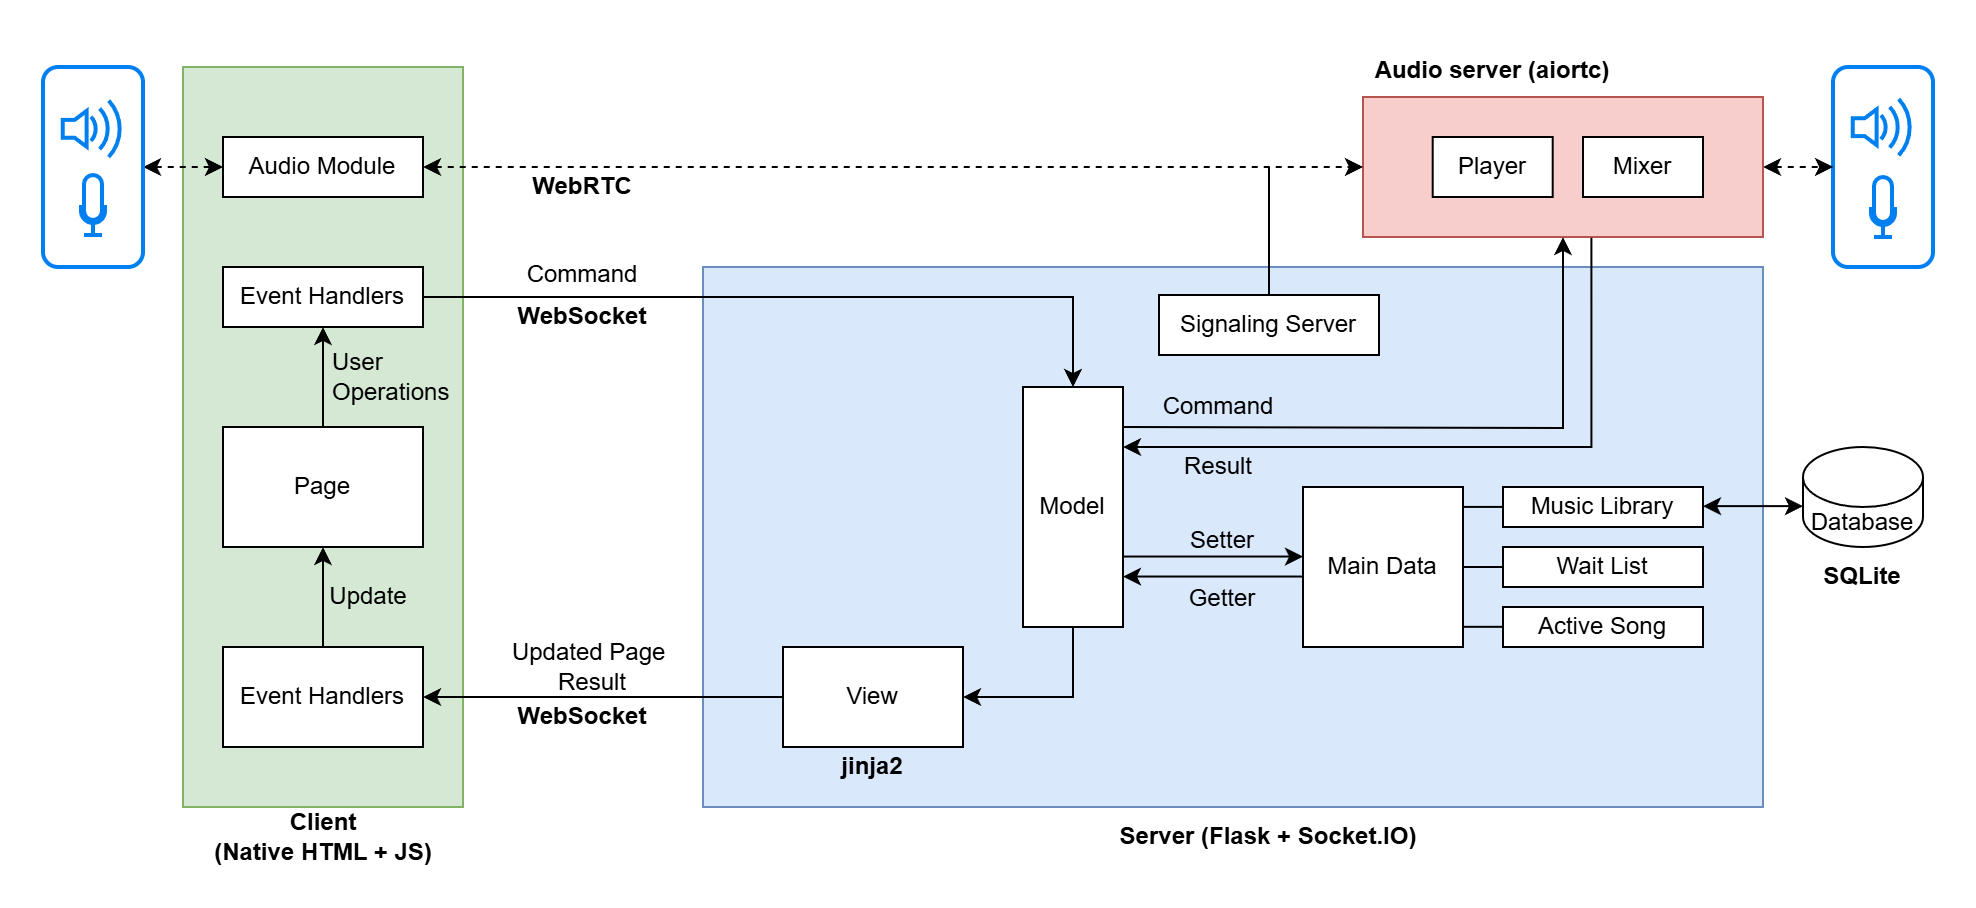 Audio server (aiortc)
Audio Module
WebRTC
Player
Mixer
Event Handlers
Command
WebSocket
Signaling Server
User
Operations
Command
Result
Page
Model
Music Library
Database
Setter
Main Data
Wait List
SQLite
Getter
Update
Active Song
Updated Page
Result
Event Handlers
WebSocket
View
jinja2
Client
(Native HTML + JS)
Server (Flask + Socket.IO)